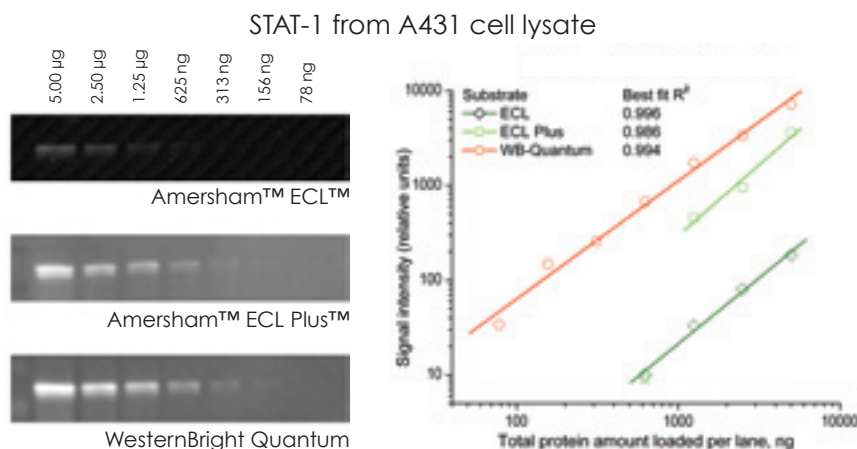 STAT-1 from A431 cell lysate
5.00 µg
2.50 µg
1.25 µg
625 ng
313 ng
156 ng
78 ng
Amersham™ ECL™
Amersham™ ECL Plus™
WesternBright Quantum
Substrate Best fit R²
ECL 0.996
ECL Plus 0.986
WB-Quantum 0.994
Signal intensity (relative units)
10000
1000
100
10
100 1000 10000
Total protein amount loaded per lane, ng